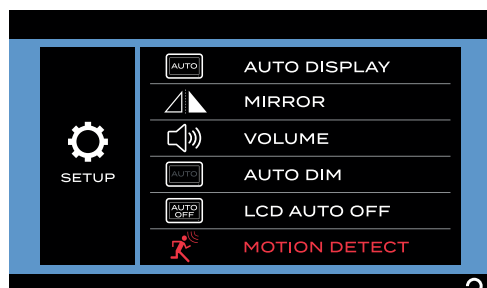 AUTO AUTO DISPLAY
MIRROR
VOLUME
SETUP
AUTO AUTO DIM
AUTO
OFF LCD AUTO OFF
MOTION DETECT